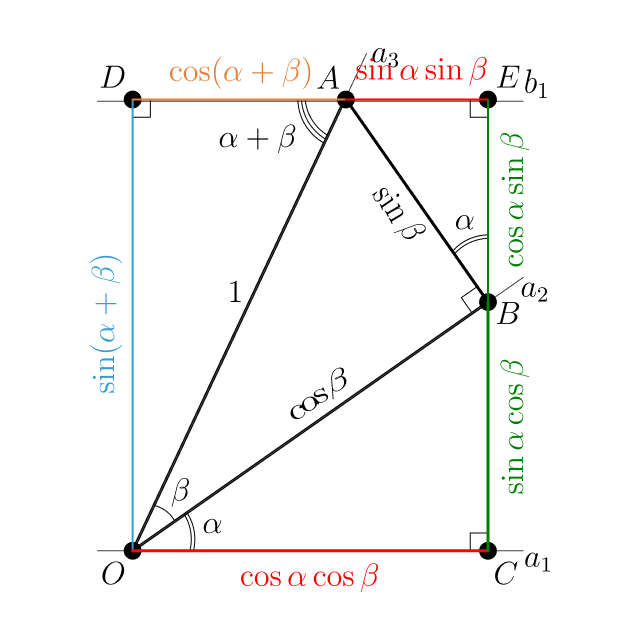 a₃
D cos(α + β) A sin α sin β E b₁
α + β
cos α sin β
sin β
α
sin(α + β)
1
a₂
B
cos β
sin α cos β
β
α
O cos α cos β C a₁